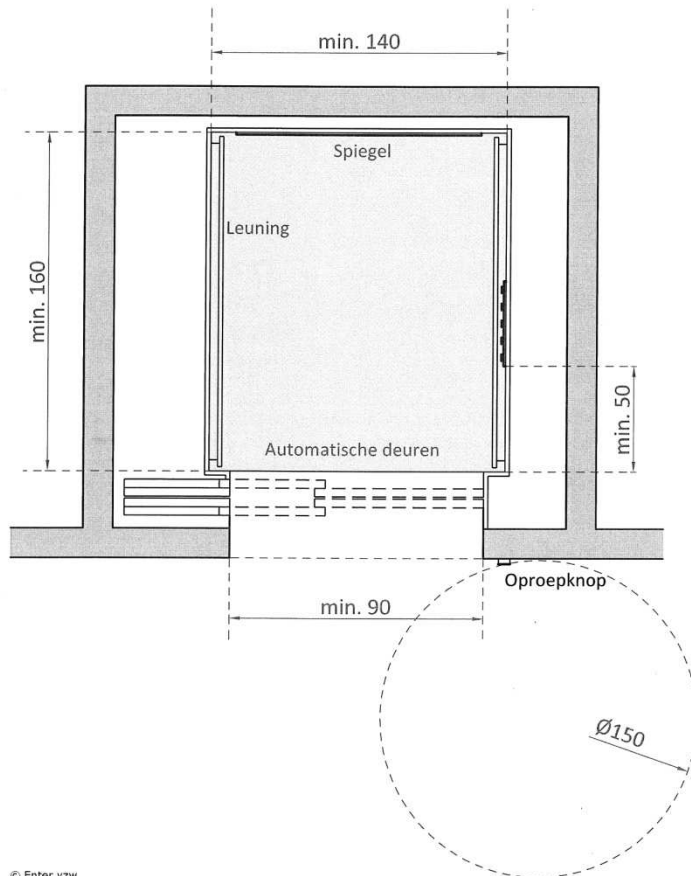 min. 140
Spiegel
Leuning
min. 160
min. 50
Automatische deuren
Oproepknop
min. 90
Ø150
© Enter vzw